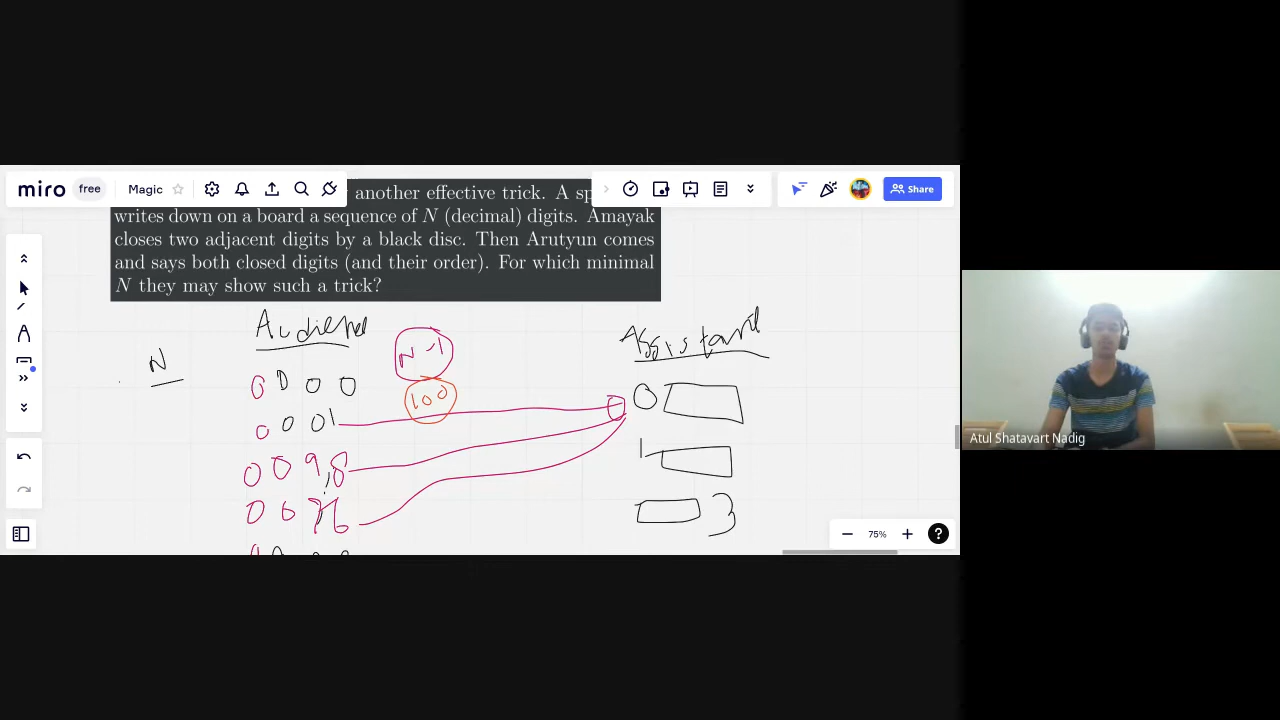 miro free Magic
Share
another effective trick. A sp
writes down on a board a sequence of N (decimal) digits. Amayak
closes two adjacent digits by a black disc. Then Arutyun comes
and says both closed digits (and their order). For which minimal
N they may show such a trick?
Assistant
N
N-1
0 0 0 0
100
0
0 0 0 1
0
1
0 0 9 8
3
Atul Shatavart Nadig
75%